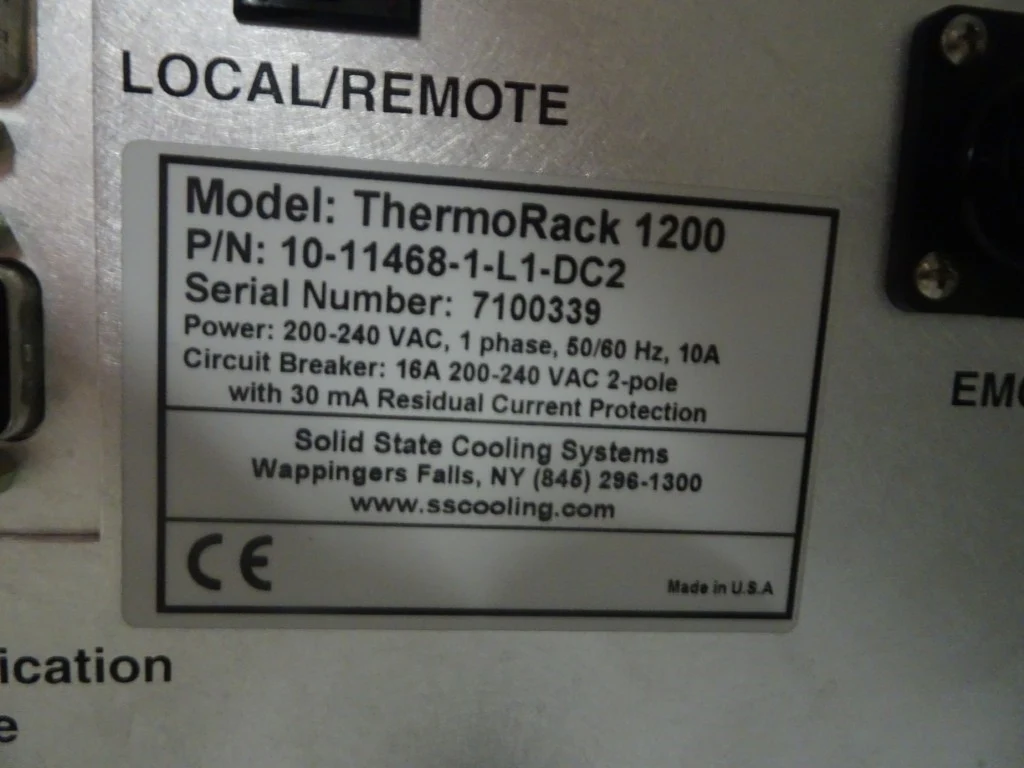 LOCAL/REMOTE
Model: ThermoRack 1200
P/N: 10-11468-1-L1-DC2
Serial Number: 7100339
Power: 200-240 VAC, 1 phase, 50/60 Hz, 10A
Circuit Breaker: 16A 200-240 VAC 2-pole
with 30 mA Residual Current Protection
Solid State Cooling Systems
Wappingers Falls, NY (845) 296-1300
www.sscooling.com
CE
Made in U.S.A
EMO
ication
e